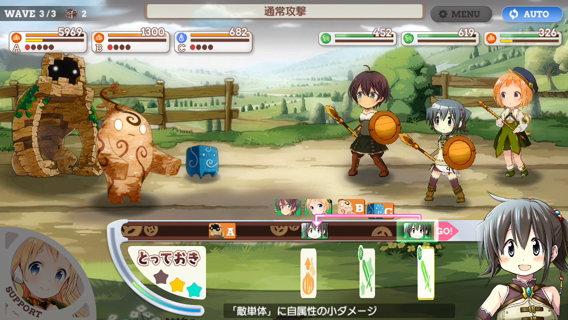 WAVE 3/3 2
通常攻撃
MENU
AUTO
5969
A
1300
B
682
C
452
619
326
B
C
A
GO!
とっておき
SUPPORT
「敵単体」に自属性の小ダメージ